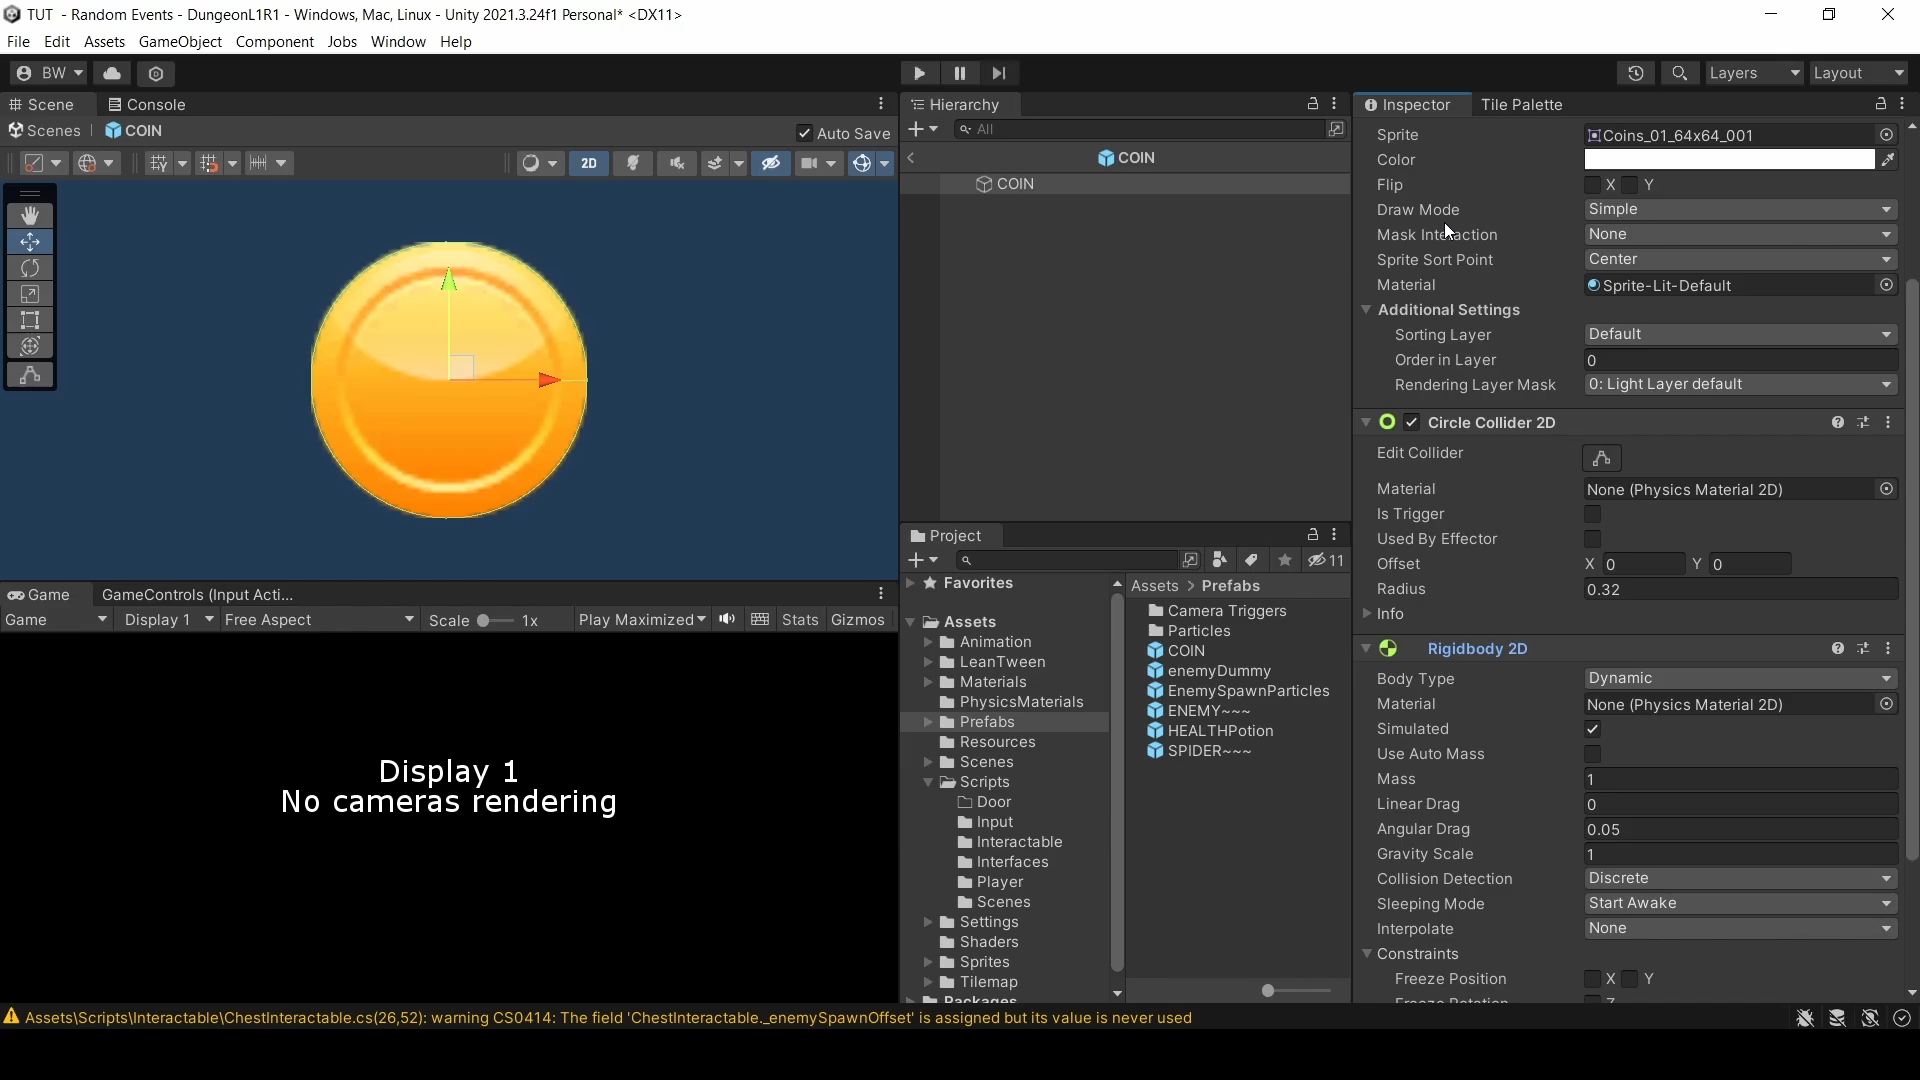 TUT - Random Events - DungeonL1R1 - Windows, Mac, Linux - Unity 2021.3.24f1 Personal* <DX11>
File Edit Assets GameObject Component Jobs Window Help
BW Layers Layout
Scene Console
Scenes COIN Auto Save
2D
Game GameControls (Input Acti...
Game Display 1 Free Aspect Scale 1x Play Maximized Stats Gizmos
Display 1
No cameras rendering
Hierarchy
All
COIN
COIN
Project
11
Favorites
Assets
Animation
LeanTween
Materials
PhysicsMaterials
Prefabs
Resources
Scenes
Scripts
Door
Input
Interactable
Interfaces
Player
Scenes
Settings
Shaders
Sprites
Tilemap
Packages
Assets > Prefabs
Camera Triggers
Particles
COIN
enemyDummy
EnemySpawnParticles
ENEMY~~~
HEALTHPotion
SPIDER~~~
Inspector Tile Palette
Sprite Coins_01_64x64_001
Color
Flip X Y
Draw Mode Simple
Mask Interaction None
Sprite Sort Point Center
Material Sprite-Lit-Default
Additional Settings
Sorting Layer Default
Order in Layer 0
Rendering Layer Mask 0: Light Layer default
Circle Collider 2D
Edit Collider
Material None (Physics Material 2D)
Is Trigger
Used By Effector
Offset X 0 Y 0
Radius 0.32
Info
Rigidbody 2D
Body Type Dynamic
Material None (Physics Material 2D)
Simulated
Use Auto Mass
Mass 1
Linear Drag 0
Angular Drag 0.05
Gravity Scale 1
Collision Detection Discrete
Sleeping Mode Start Awake
Interpolate None
Constraints
Freeze Position X Y
Freeze Rotation Z
Assets\Scripts\Interactable\ChestInteractable.cs(26,52): warning CS0414: The field 'ChestInteractable._enemySpawnOffset' is assigned but its value is never used